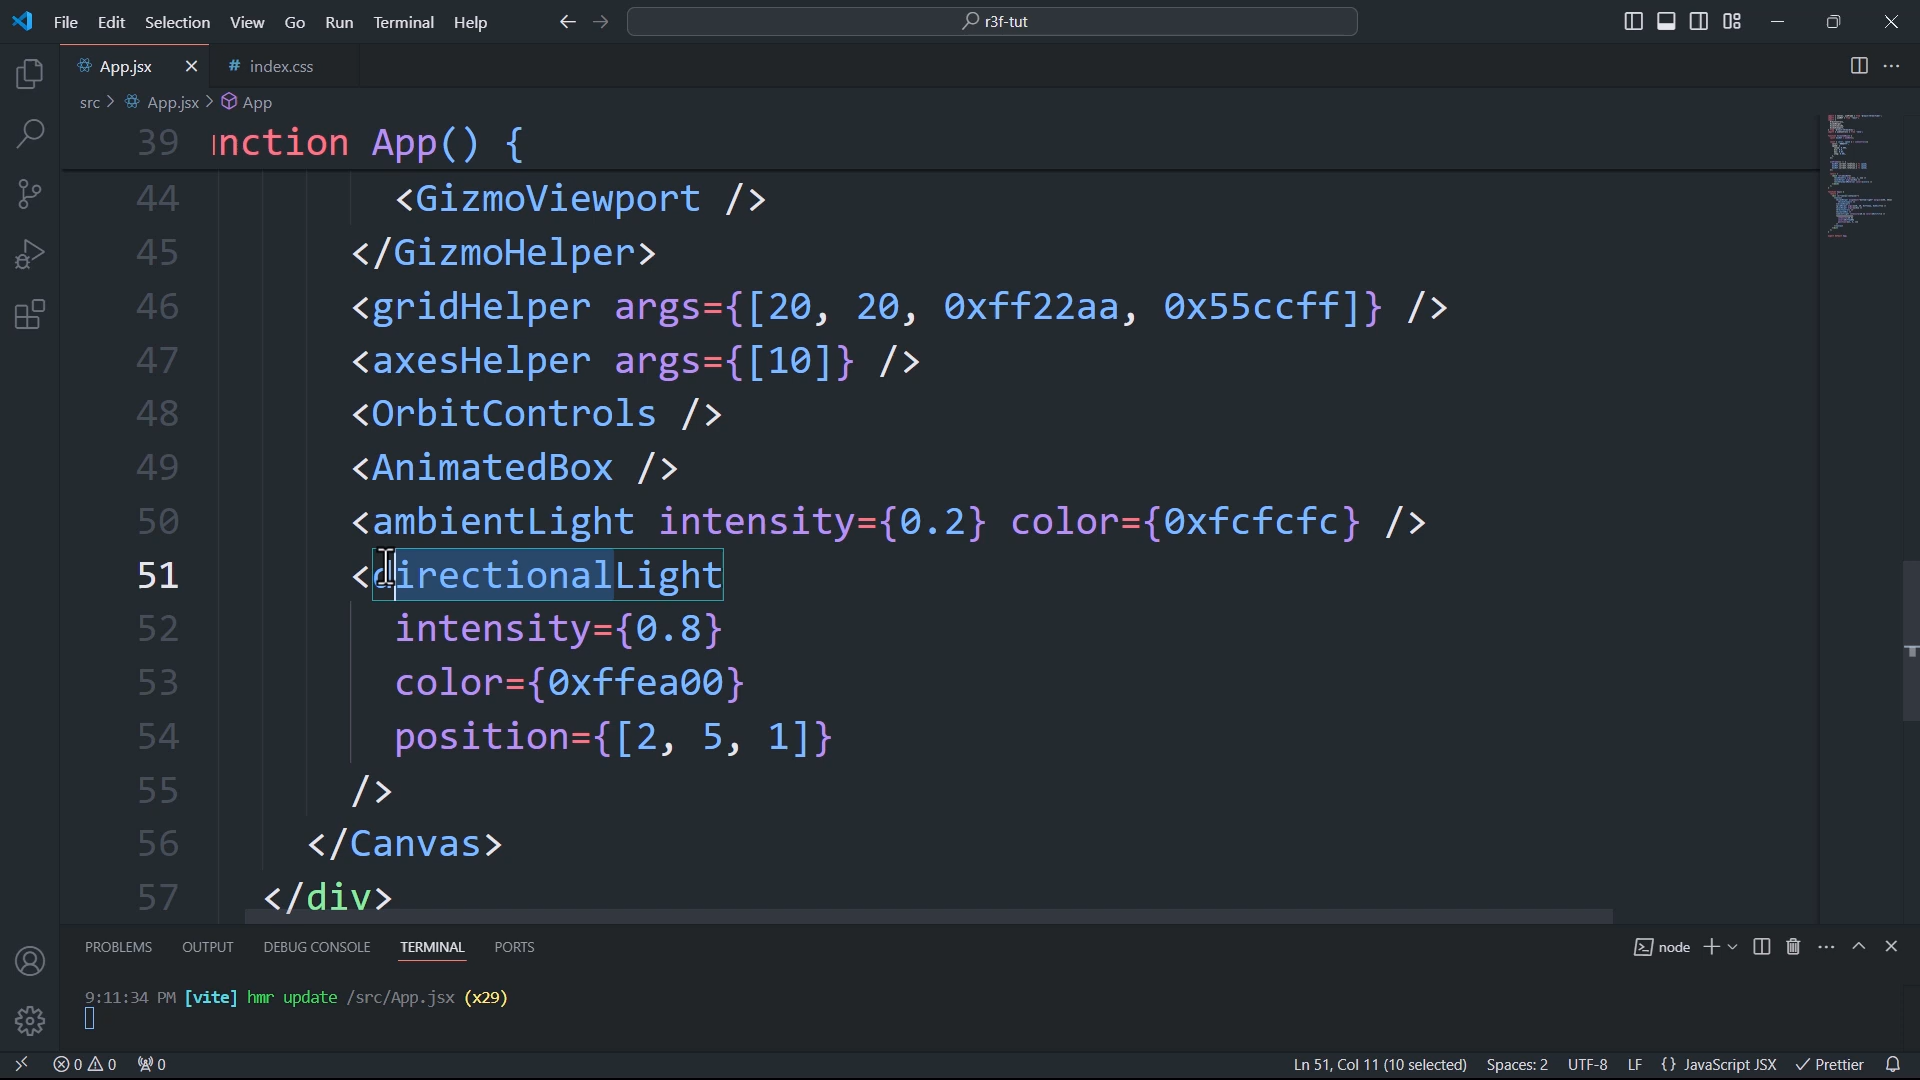 File Edit Selection View Go Run Terminal Help r3f-tut
App.jsx # index.css
src > App.jsx > App
39 nction App() {
44 <GizmoViewport />
45 </GizmoHelper>
46 <gridHelper args={[20, 20, 0xff22aa, 0x55ccff]} />
47 <axesHelper args={[10]} />
48 <OrbitControls />
49 <AnimatedBox />
50 <ambientLight intensity={0.2} color={0xfcfcfc} />
51 <directionalLight
52 intensity={0.8}
53 color={0xffea00}
54 position={[2, 5, 1]}
55 />
56 </Canvas>
57 </div>
PROBLEMS OUTPUT DEBUG CONSOLE TERMINAL PORTS node
9:11:34 PM [vite] hmr update /src/App.jsx (x29)
0 0 0 Ln 51, Col 11 (10 selected) Spaces: 2 UTF-8 LF {} JavaScript JSX Prettier